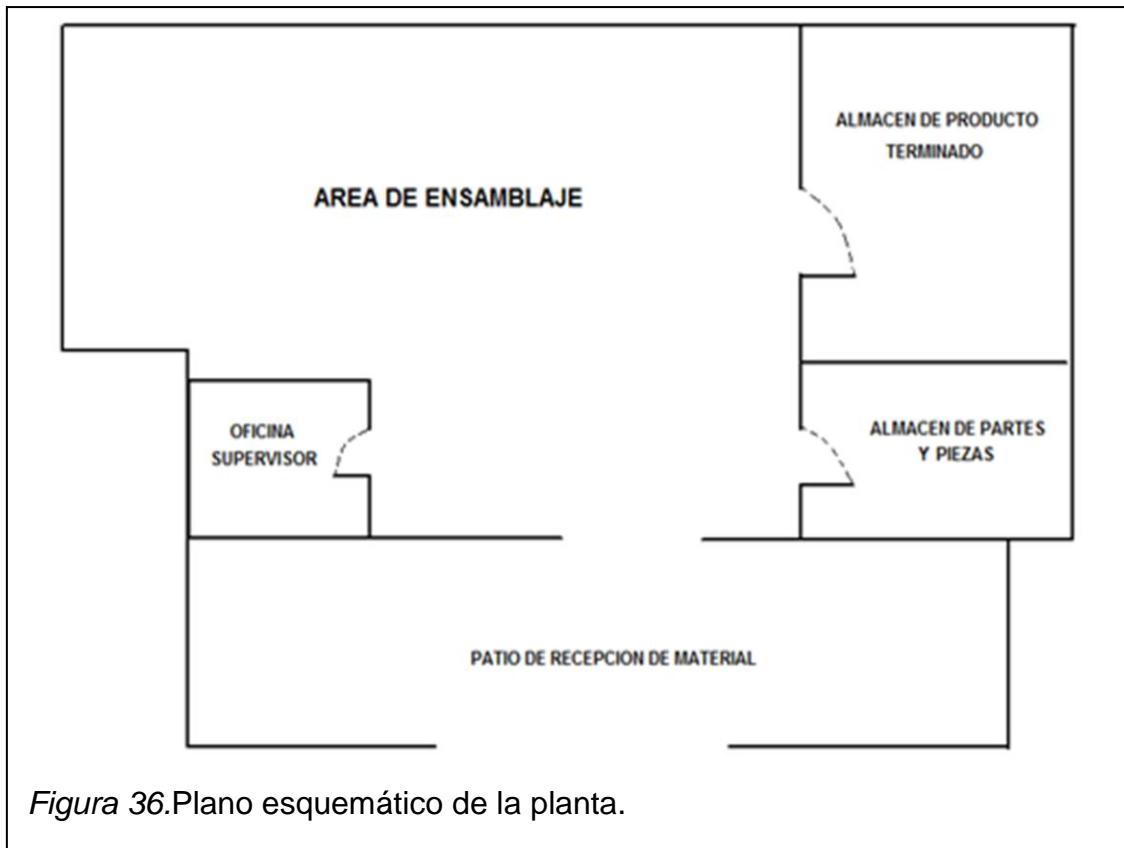 ALMACEN DE PRODUCTO
TERMINADO
AREA DE ENSAMBLAJE
OFICINA
SUPERVISOR
ALMACEN DE PARTES
Y PIEZAS
PATIO DE RECEPCION DE MATERIAL
Figura 36.Plano esquemático de la planta.